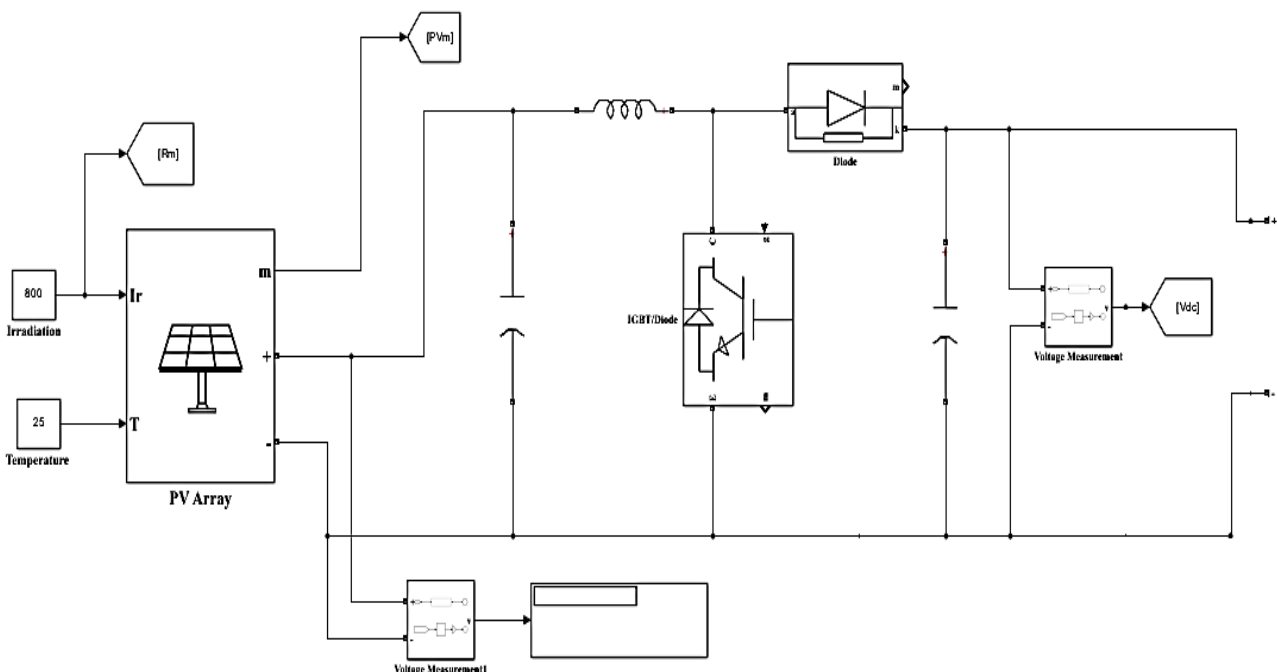 [PVm]
[Rm]
m
a
k
Diode
800
Irradiation
Ir
m
C
g
IGBT/Diode
E
m
+
+
-
v
[Vdc]
Voltage Measurement
+
-
25
Temperature
T
+
-
PV Array
+
-
v
Voltage Measurement1